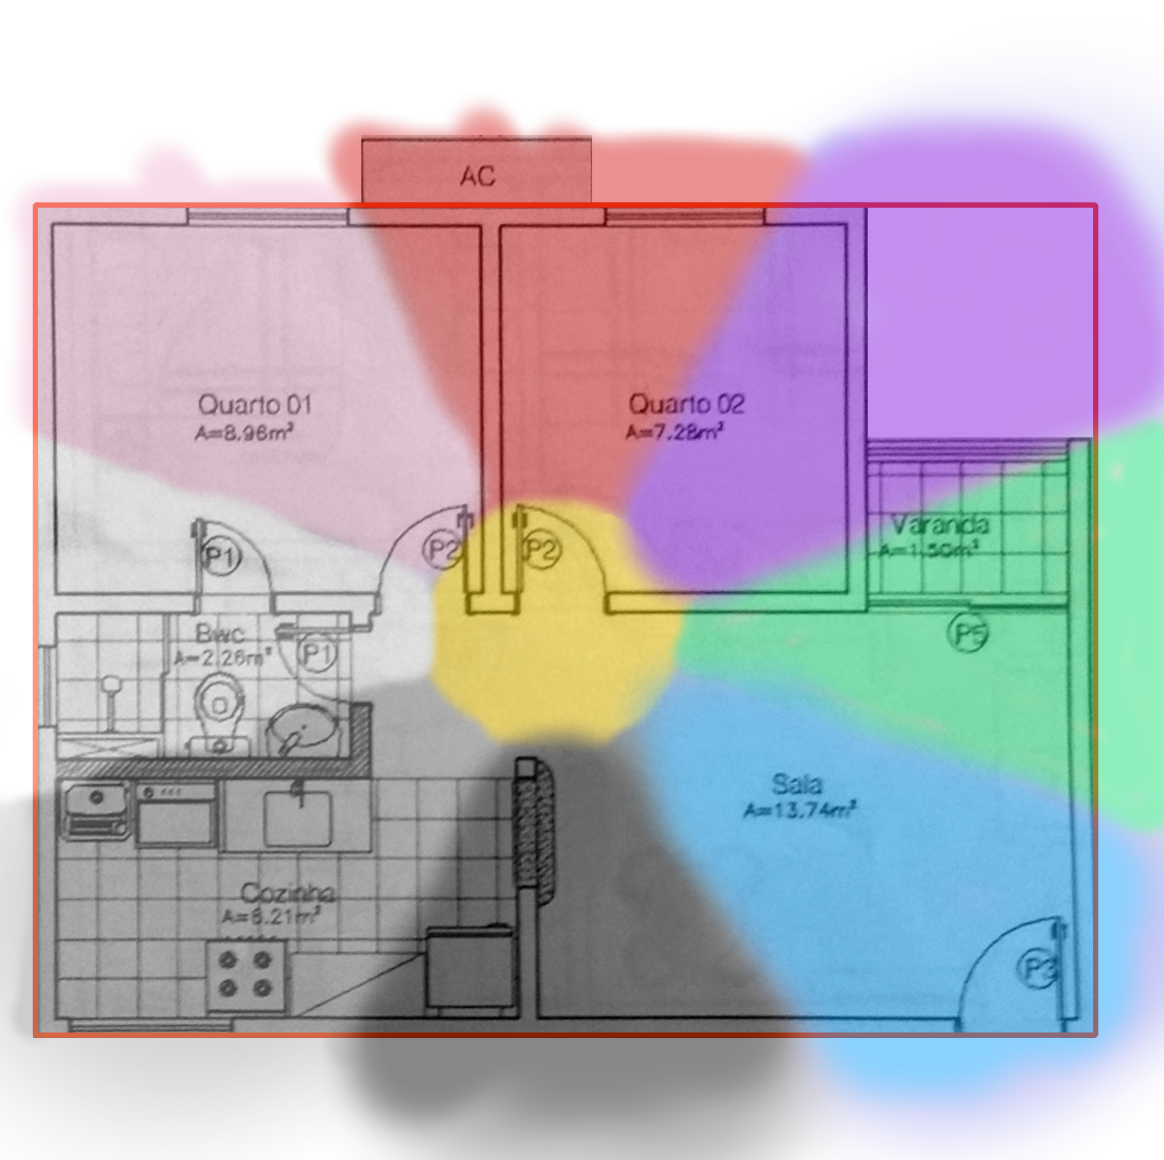 AC
Quarto 01
A=8.96m²
Quarto 02
A=7.28m²
P1
P2
P2
Varanda
A=1.50m²
Bwc
A=2.26m²
P1
P5
Sala
A=13.74m²
Cozinha
A=6.21m²
P3